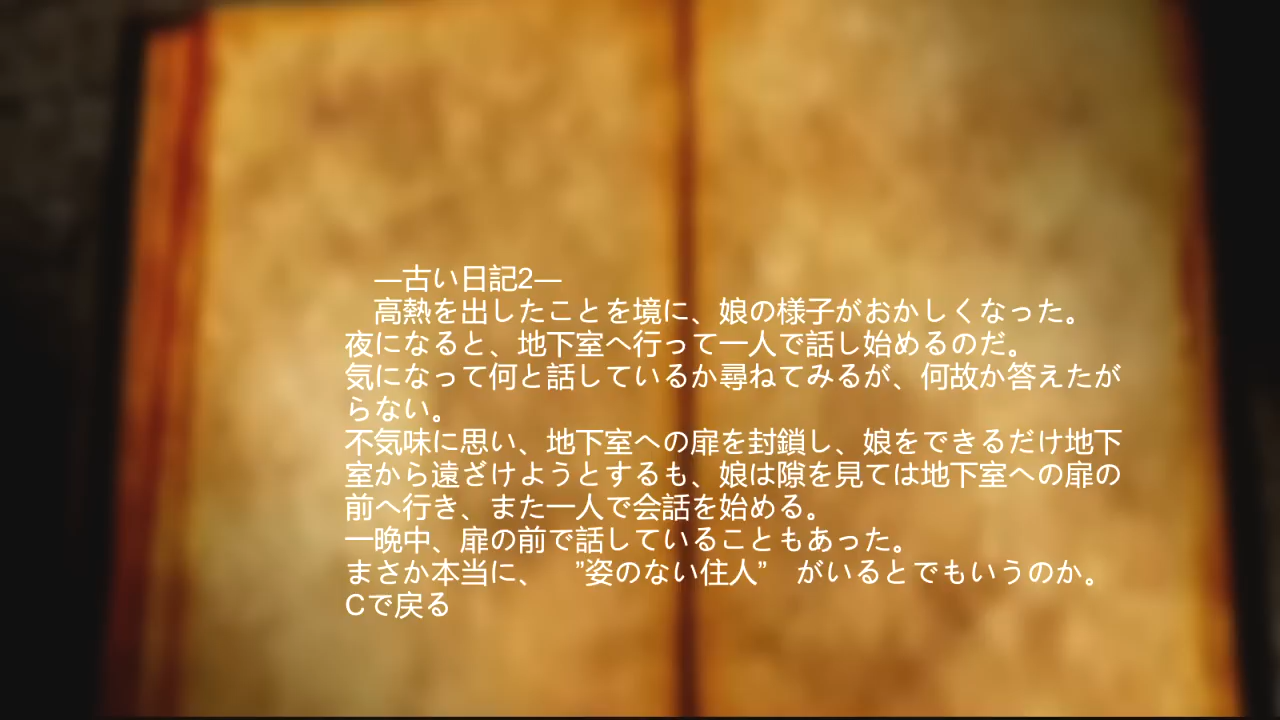 ―古い日記2―
高熱を出したことを境に、娘の様子がおかしくなった。
夜になると、地下室へ行って一人で話し始めるのだ。
気になって何と話しているか尋ねてみるが、何故か答えたが
らない。
不気味に思い、地下室への扉を封鎖し、娘をできるだけ地下
室から遠ざけようとするも、娘は隙を見ては地下室への扉の
前へ行き、また一人で会話を始める。
一晩中、扉の前で話していることもあった。
まさか本当に、　”姿のない住人”　がいるとでもいうのか。
Cで戻る